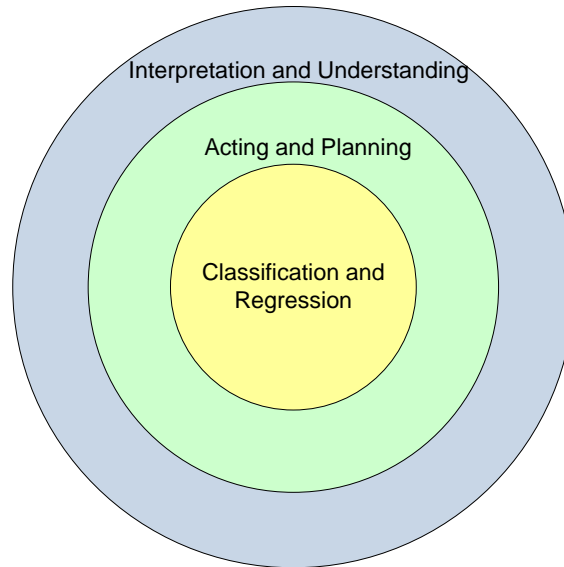 Interpretation and Understanding
Acting and Planning
Classification and
Regression